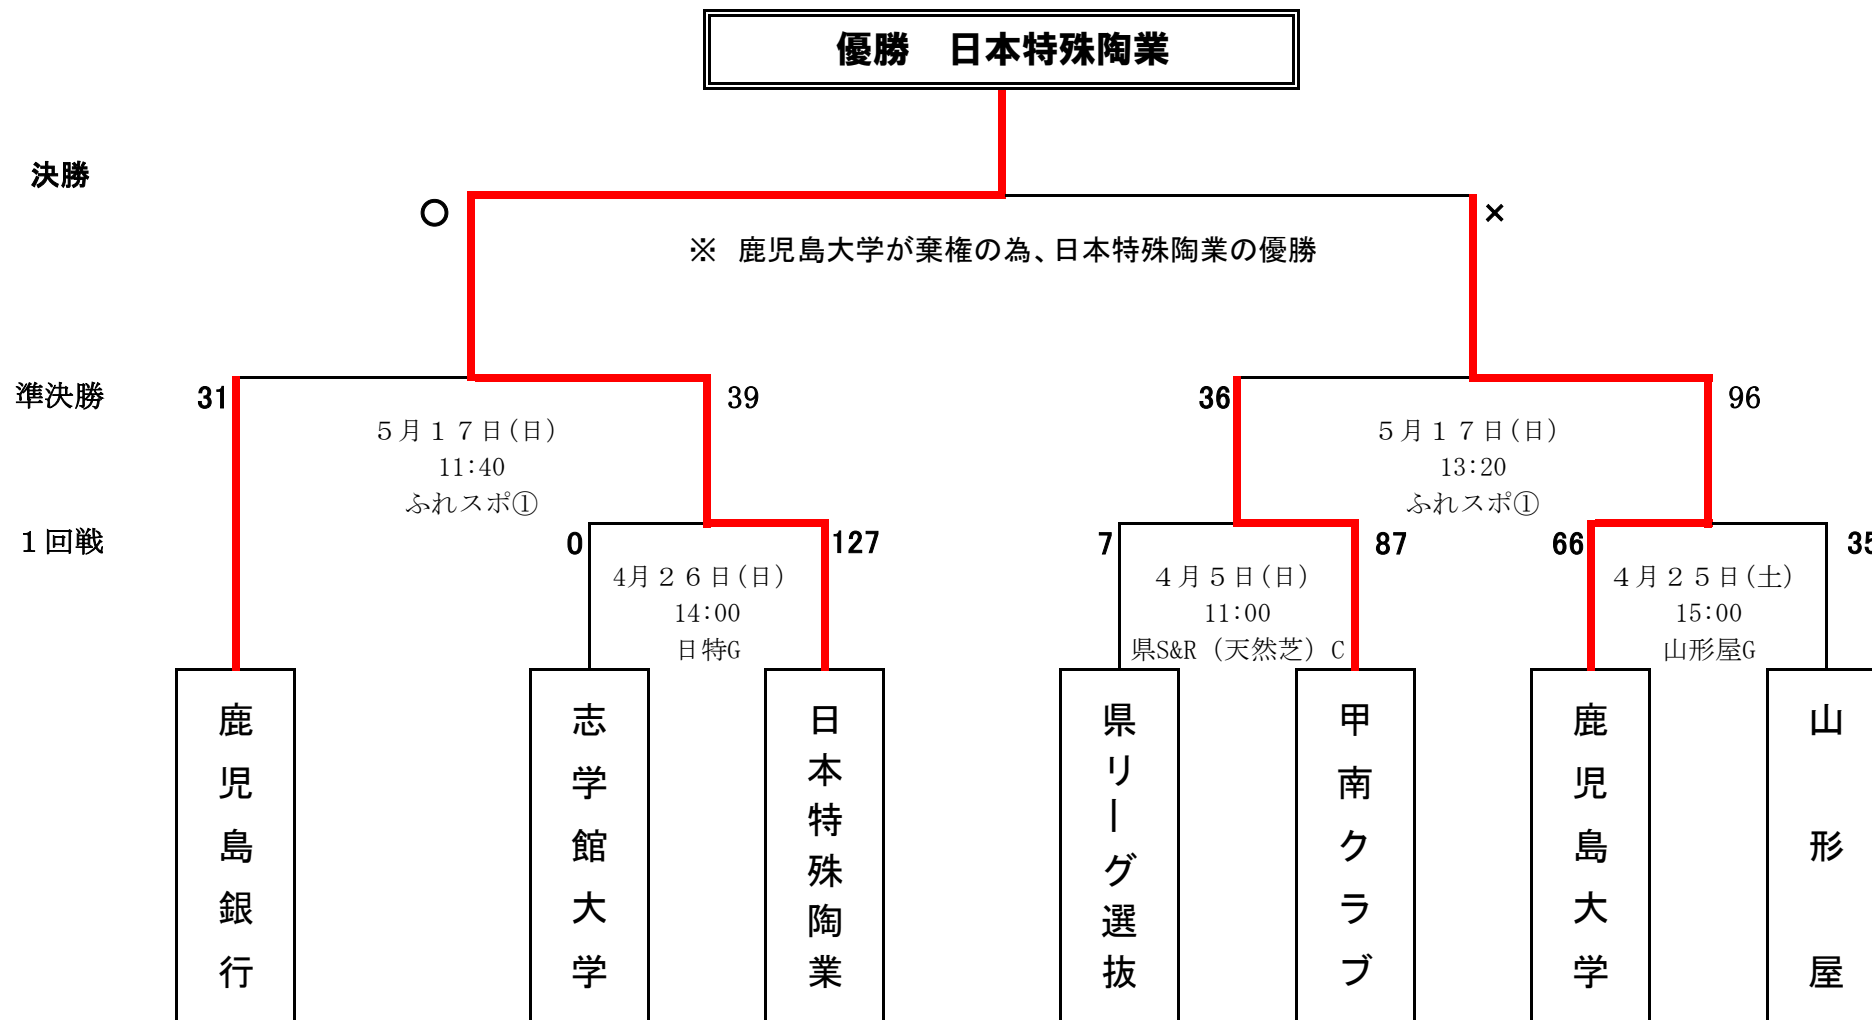 優勝　日本特殊陶業
決勝
○
×
※　鹿児島大学が棄権の為、日本特殊陶業の優勝
準決勝
31
39
36
96
５月１７日(日)
11:40
ふれスポ①
５月１７日(日)
13:20
ふれスポ①
１回戦
0
127
7
87
66
35
4月２６日(日)
14:00
日特G
４月５日(日)
11:00
県S&R（天然芝）C
４月２５日(土)
15:00
山形屋G
鹿児島銀行
志学館大学
日本特殊陶業
県リーグ選抜
甲南クラブ
鹿児島大学
山形屋